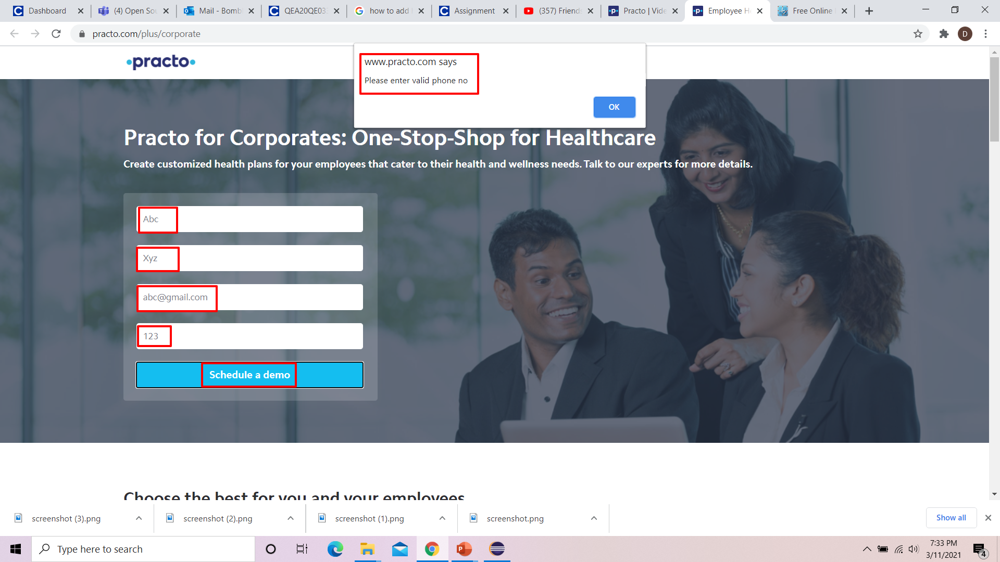 Dashboard
(4) Open Sou
Mail - Bomb
QEA20QE03
how to add
Assignment
(357) Friend
Practo | Vide
Employee H
Free Online
practo.com/plus/corporate
D
practo
www.practo.com says
Please enter valid phone no
OK
Practo for Corporates: One-Stop-Shop for Healthcare
Create customized health plans for your employees that cater to their health and wellness needs. Talk to our experts for more details.
Abc
Xyz
abc@gmail.com
123
Schedule a demo
Choose the best for you and your employees
screenshot (3).png
screenshot (2).png
screenshot (1).png
screenshot.png
Show all
Type here to search
7:33 PM
3/11/2021
4